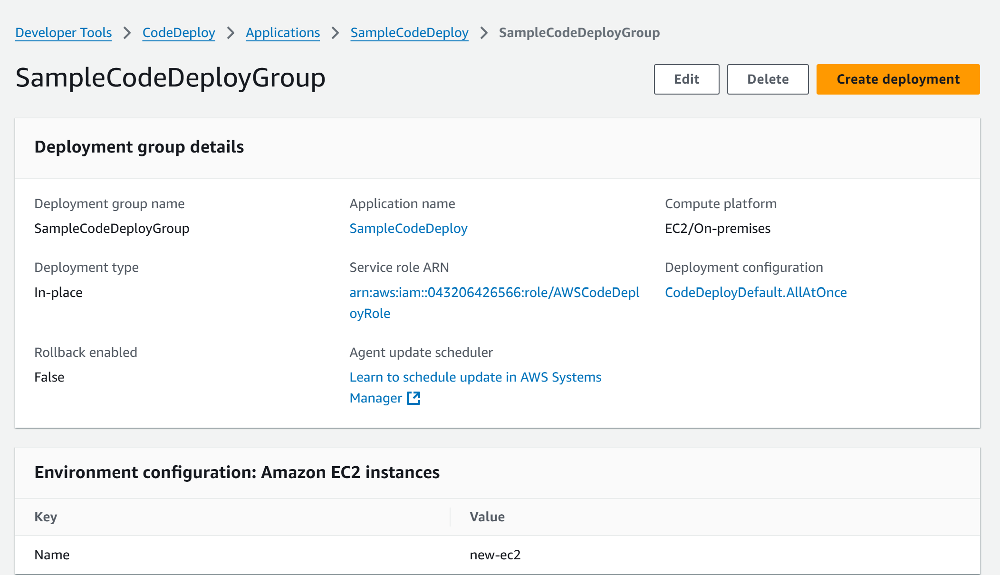 Developer Tools > CodeDeploy > Applications > SampleCodeDeploy > SampleCodeDeployGroup
SampleCodeDeployGroup
Edit
Delete
Create deployment
Deployment group details
Deployment group name
SampleCodeDeployGroup
Application name
SampleCodeDeploy
Compute platform
EC2/On-premises
Deployment type
In-place
Service role ARN
arn:aws:iam::043206426566:role/AWSCodeDepl
oyRole
Deployment configuration
CodeDeployDefault.AllAtOnce
Rollback enabled
False
Agent update scheduler
Learn to schedule update in AWS Systems
Manager
Environment configuration: Amazon EC2 instances
Key
Value
Name
new-ec2